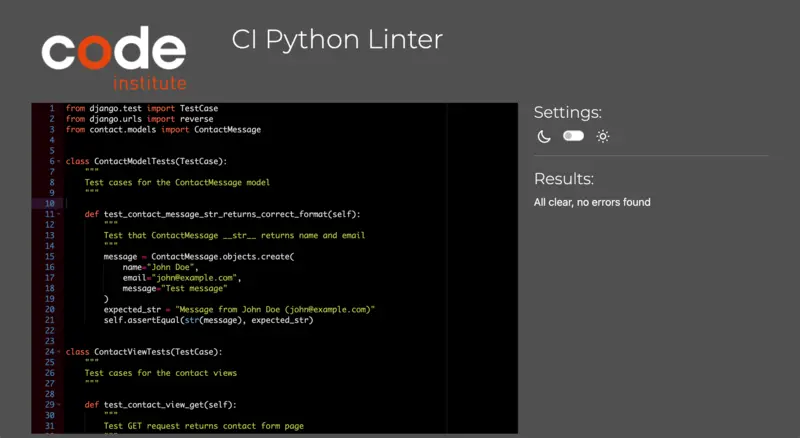 code
institute
CI Python Linter
1 from django.test import TestCase
2 from django.urls import reverse
3 from contact.models import ContactMessage
4
5
6 class ContactModelTests(TestCase):
7     """
8     Test cases for the ContactMessage model
9     """
10
11     def test_contact_message_str_returns_correct_format(self):
12         """
13         Test that ContactMessage __str__ returns name and email
14         """
15         message = ContactMessage.objects.create(
16             name="John Doe",
17             email="john@example.com",
18             message="Test message"
19         )
20         expected_str = "Message from John Doe (john@example.com)"
21         self.assertEqual(str(message), expected_str)
22
23
24 class ContactViewTests(TestCase):
25     """
26     Test cases for the contact views
27     """
28
29     def test_contact_view_get(self):
30         """
31         Test GET request returns contact form page
32         """
Settings:
Results:
All clear, no errors found